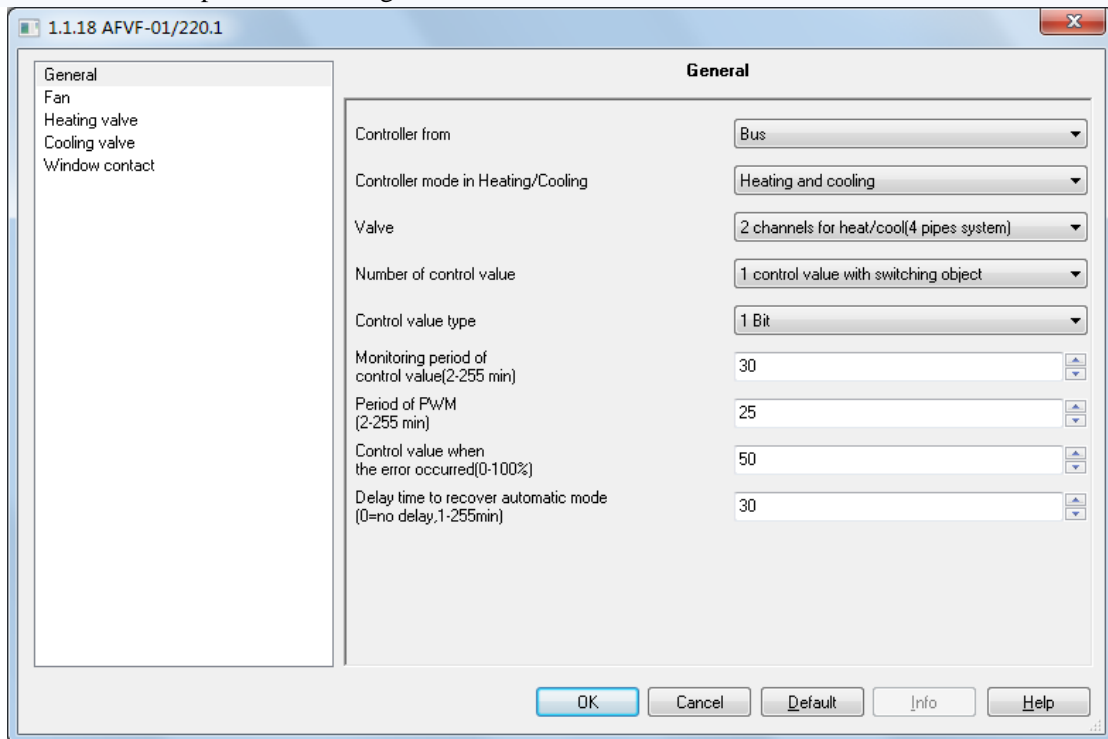 1.1.18 AFVF-01/220.1
General
Fan
Heating valve
Cooling valve
Window contact
General
Controller from
Bus
Controller mode in Heating/Cooling
Heating and cooling
Valve
2 channels for heat/cool(4 pipes system)
Number of control value
1 control value with switching object
Control value type
1 Bit
Monitoring period of
control value(2-255 min)
30
Period of PWM
(2-255 min)
25
Control value when
the error occurred(0-100%)
50
Delay time to recover automatic mode
(0=no delay,1-255min)
30
OK
Cancel
Default
Info
Help